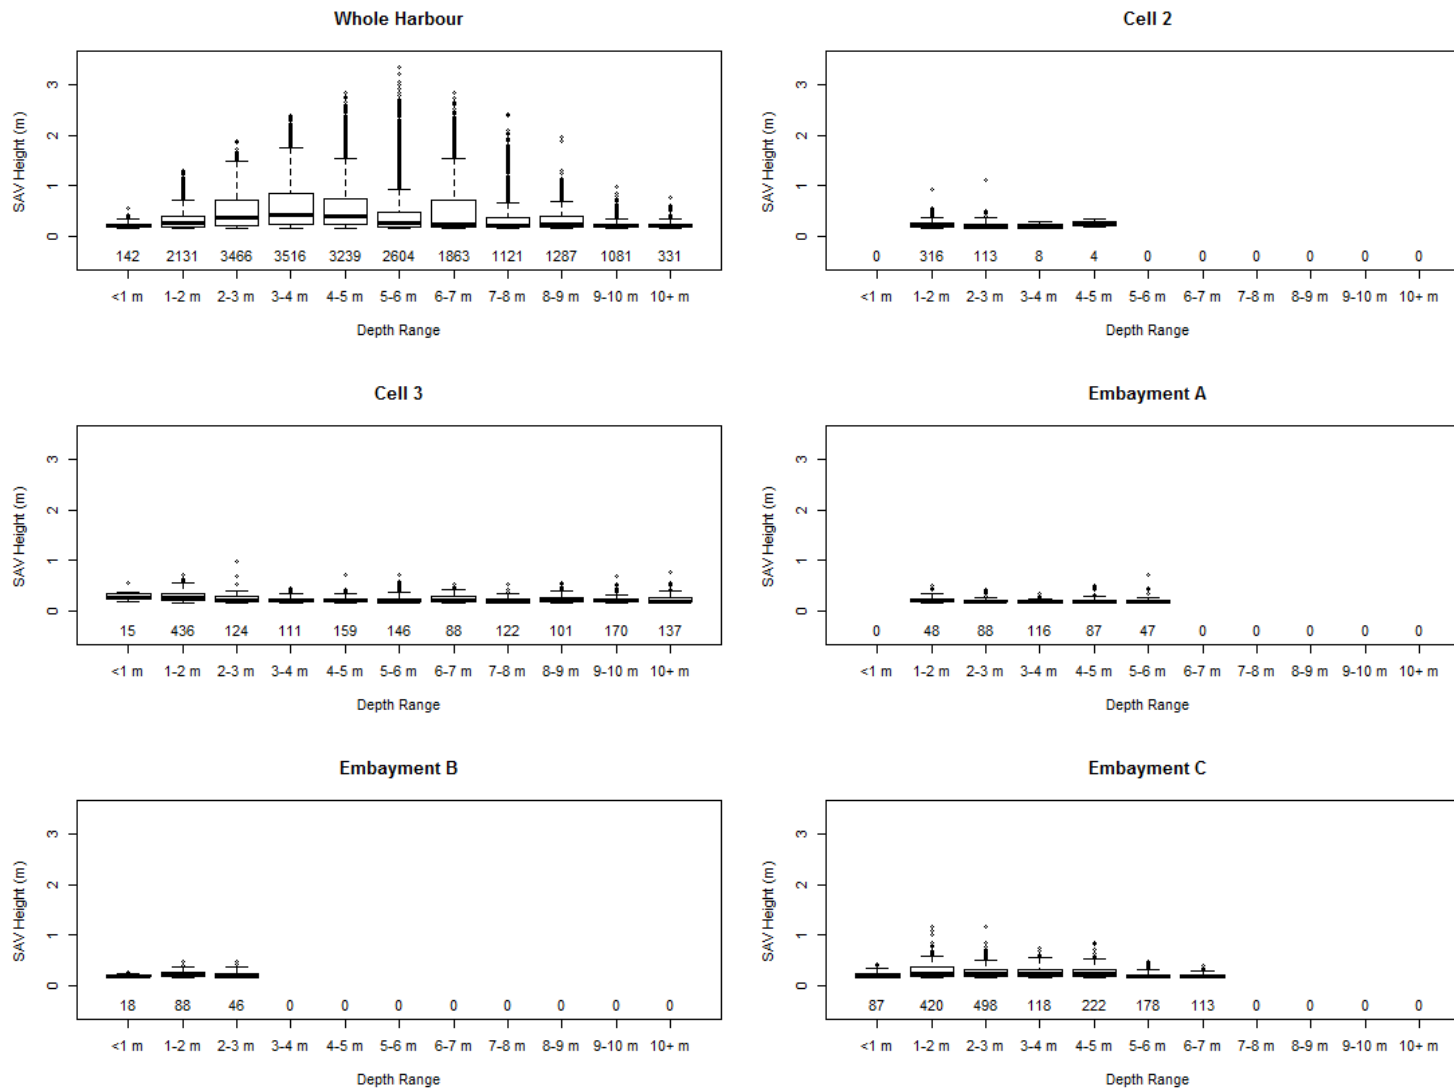 Whole Harbour
SAV Height (m)
3
2
1
0
142 2131 3466 3516 3239 2604 1863 1121 1287 1081 331
<1 m 1-2 m 2-3 m 3-4 m 4-5 m 5-6 m 6-7 m 7-8 m 8-9 m 9-10 m 10+ m
Depth Range
Cell 2
SAV Height (m)
3
2
1
0
0 316 113 8 4 0 0 0 0 0 0
<1 m 1-2 m 2-3 m 3-4 m 4-5 m 5-6 m 6-7 m 7-8 m 8-9 m 9-10 m 10+ m
Depth Range
Cell 3
SAV Height (m)
3
2
1
0
15 436 124 111 159 146 88 122 101 170 137
<1 m 1-2 m 2-3 m 3-4 m 4-5 m 5-6 m 6-7 m 7-8 m 8-9 m 9-10 m 10+ m
Depth Range
Embayment A
SAV Height (m)
3
2
1
0
0 48 88 116 87 47 0 0 0 0 0
<1 m 1-2 m 2-3 m 3-4 m 4-5 m 5-6 m 6-7 m 7-8 m 8-9 m 9-10 m 10+ m
Depth Range
Embayment B
SAV Height (m)
3
2
1
0
18 88 46 0 0 0 0 0 0 0 0
<1 m 1-2 m 2-3 m 3-4 m 4-5 m 5-6 m 6-7 m 7-8 m 8-9 m 9-10 m 10+ m
Depth Range
Embayment C
SAV Height (m)
3
2
1
0
87 420 498 118 222 178 113 0 0 0 0
<1 m 1-2 m 2-3 m 3-4 m 4-5 m 5-6 m 6-7 m 7-8 m 8-9 m 9-10 m 10+ m
Depth Range